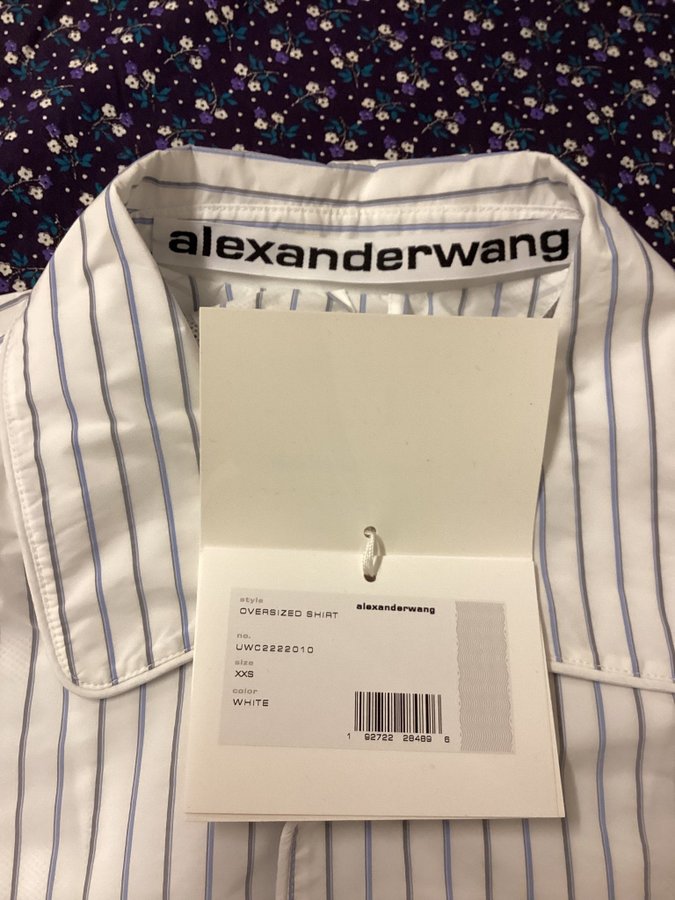 alexanderwang
style
OVERSIZED SHIRT
alexanderwang
no.
UWC2222010
size
XXS
color
WHITE
1 92722 28489 6